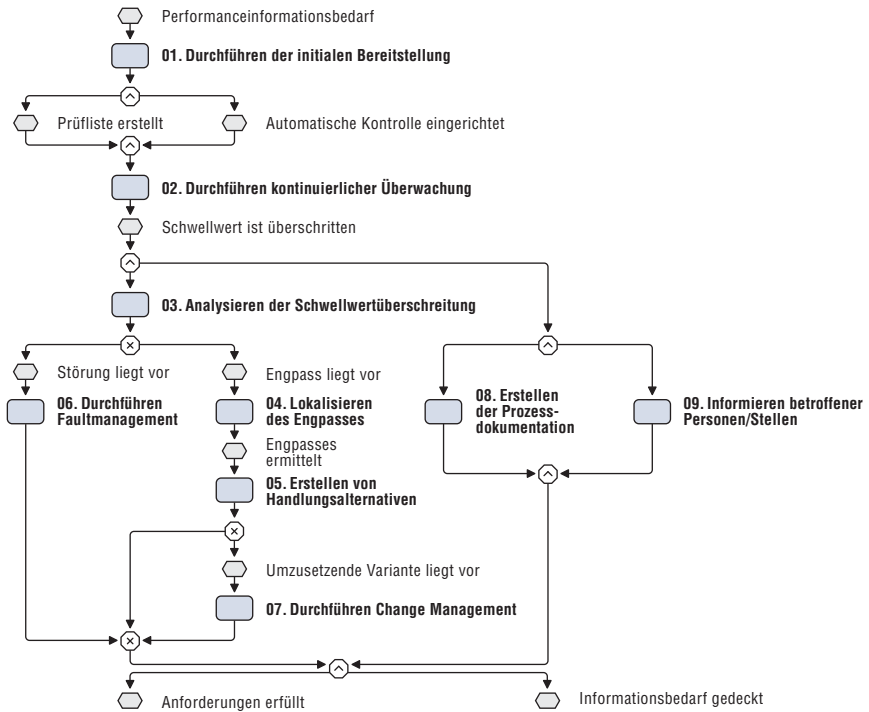 Performanceinformationsbedarf
01. Durchführen der initialen Bereitstellung
Prüfliste erstellt
Automatische Kontrolle eingerichtet
02. Durchführen kontinuierlicher Überwachung
Schwellwert ist überschritten
03. Analysieren der Schwellwertüberschreitung
Störung liegt vor
06. Durchführen
Faultmanagement
Engpass liegt vor
04. Lokalisieren
des Engpasses
Engpasses
ermittelt
05. Erstellen von
Handlungsalternativen
Umzusetzende Variante liegt vor
07. Durchführen Change Management
08. Erstellen
der Prozess-
dokumentation
09. Informieren betroffener
Personen/Stellen
Anforderungen erfüllt
Informationsbedarf gedeckt